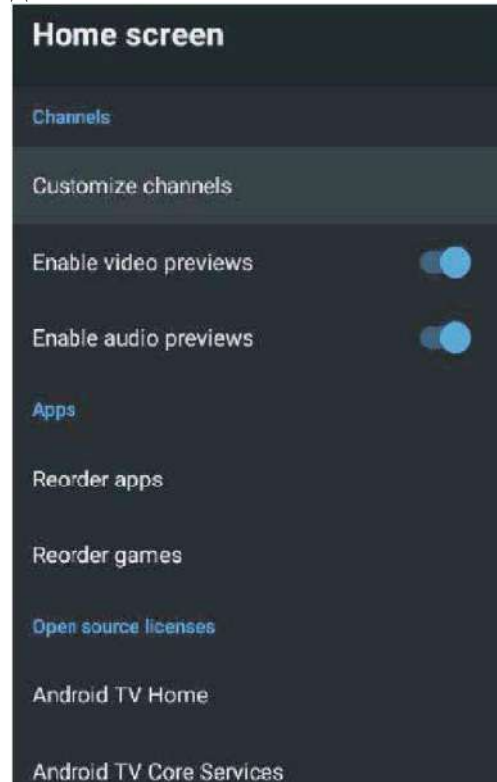 Home screen
Channels
Customize channels
Enable video previews
Enable audio previews
Apps
Reorder apps
Reorder games
Open source licenses
Android TV Home
Android TV Core Services